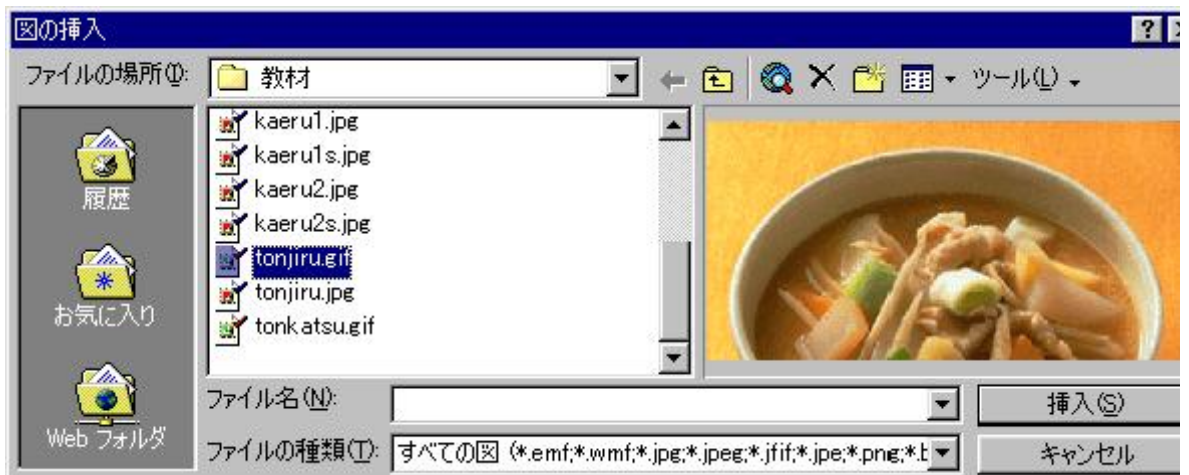 図の挿入
ファイルの場所(I):
教材
ツール(L)
履歴
お気に入り
Web フォルダ
kaeru1.jpg
kaeru1s.jpg
kaeru2.jpg
kaeru2s.jpg
tonjiru.gif
tonjiru.jpg
tonkatsu.gif
ファイル名(N):
挿入(S)
ファイルの種類(T):
すべての図 (*.emf;*.wmf;*.jpg;*.jpeg;*.jfif;*.jpe;*.png;*.b
キャンセル